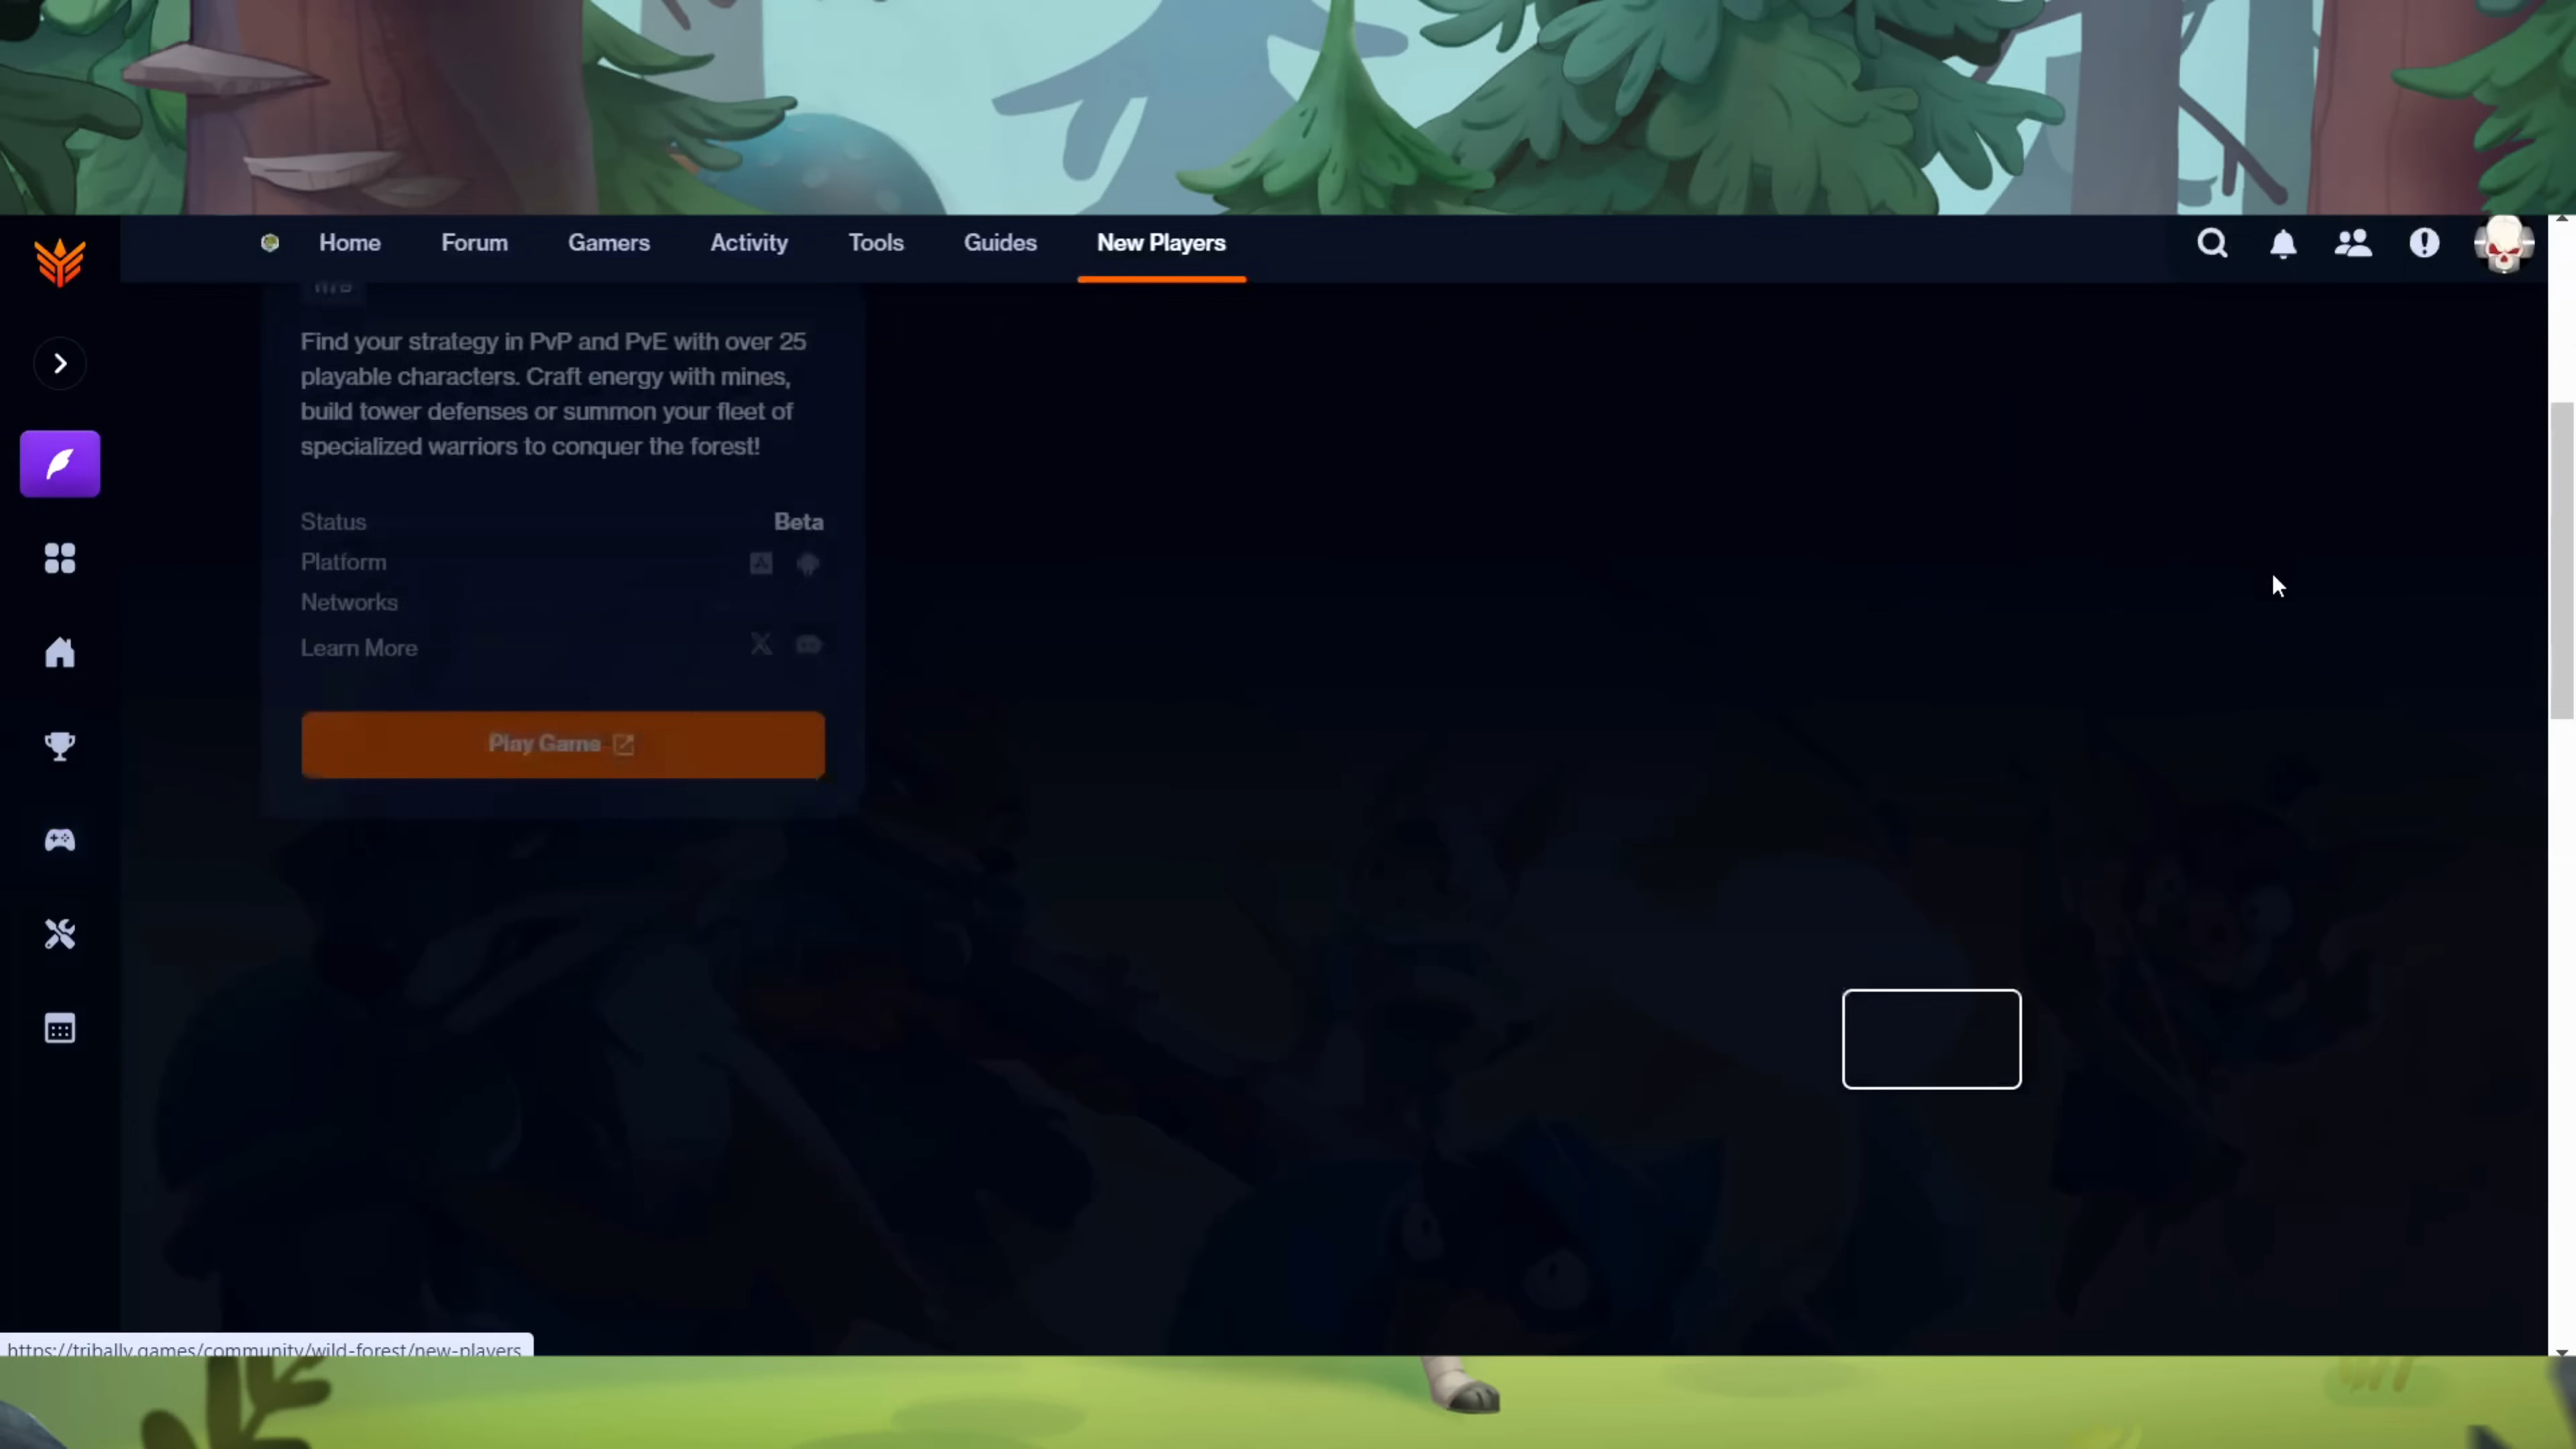 Home Forum Gamers Activity Tools Guides New Players
Find your strategy in PvP and PvE with over 25
playable characters. Craft energy with mines,
build tower defenses or summon your fleet of
specialized warriors to conquer the forest!
Status Beta
Platform
Networks
Learn More
Play Game
https://tribally.games/community/wild-forest/new-players